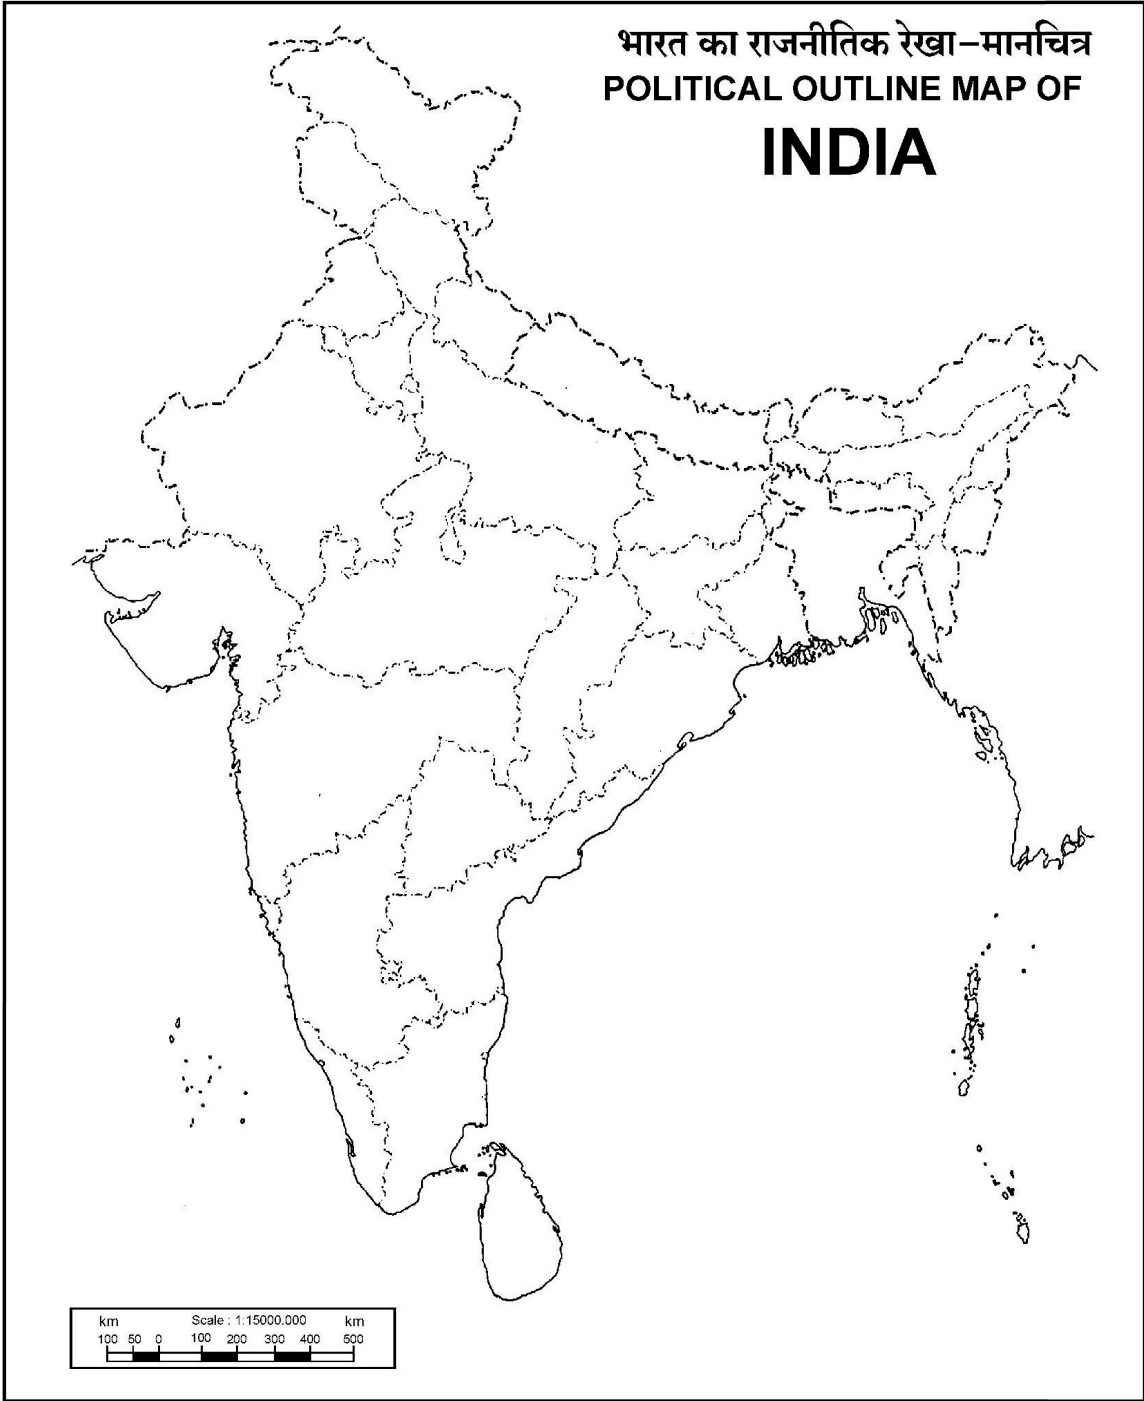 भारत का राजनीतिक रेखा–मानचित्र
POLITICAL OUTLINE MAP OF
INDIA
km Scale : 1:15000.000 km
100 50 0 100 200 300 400 500